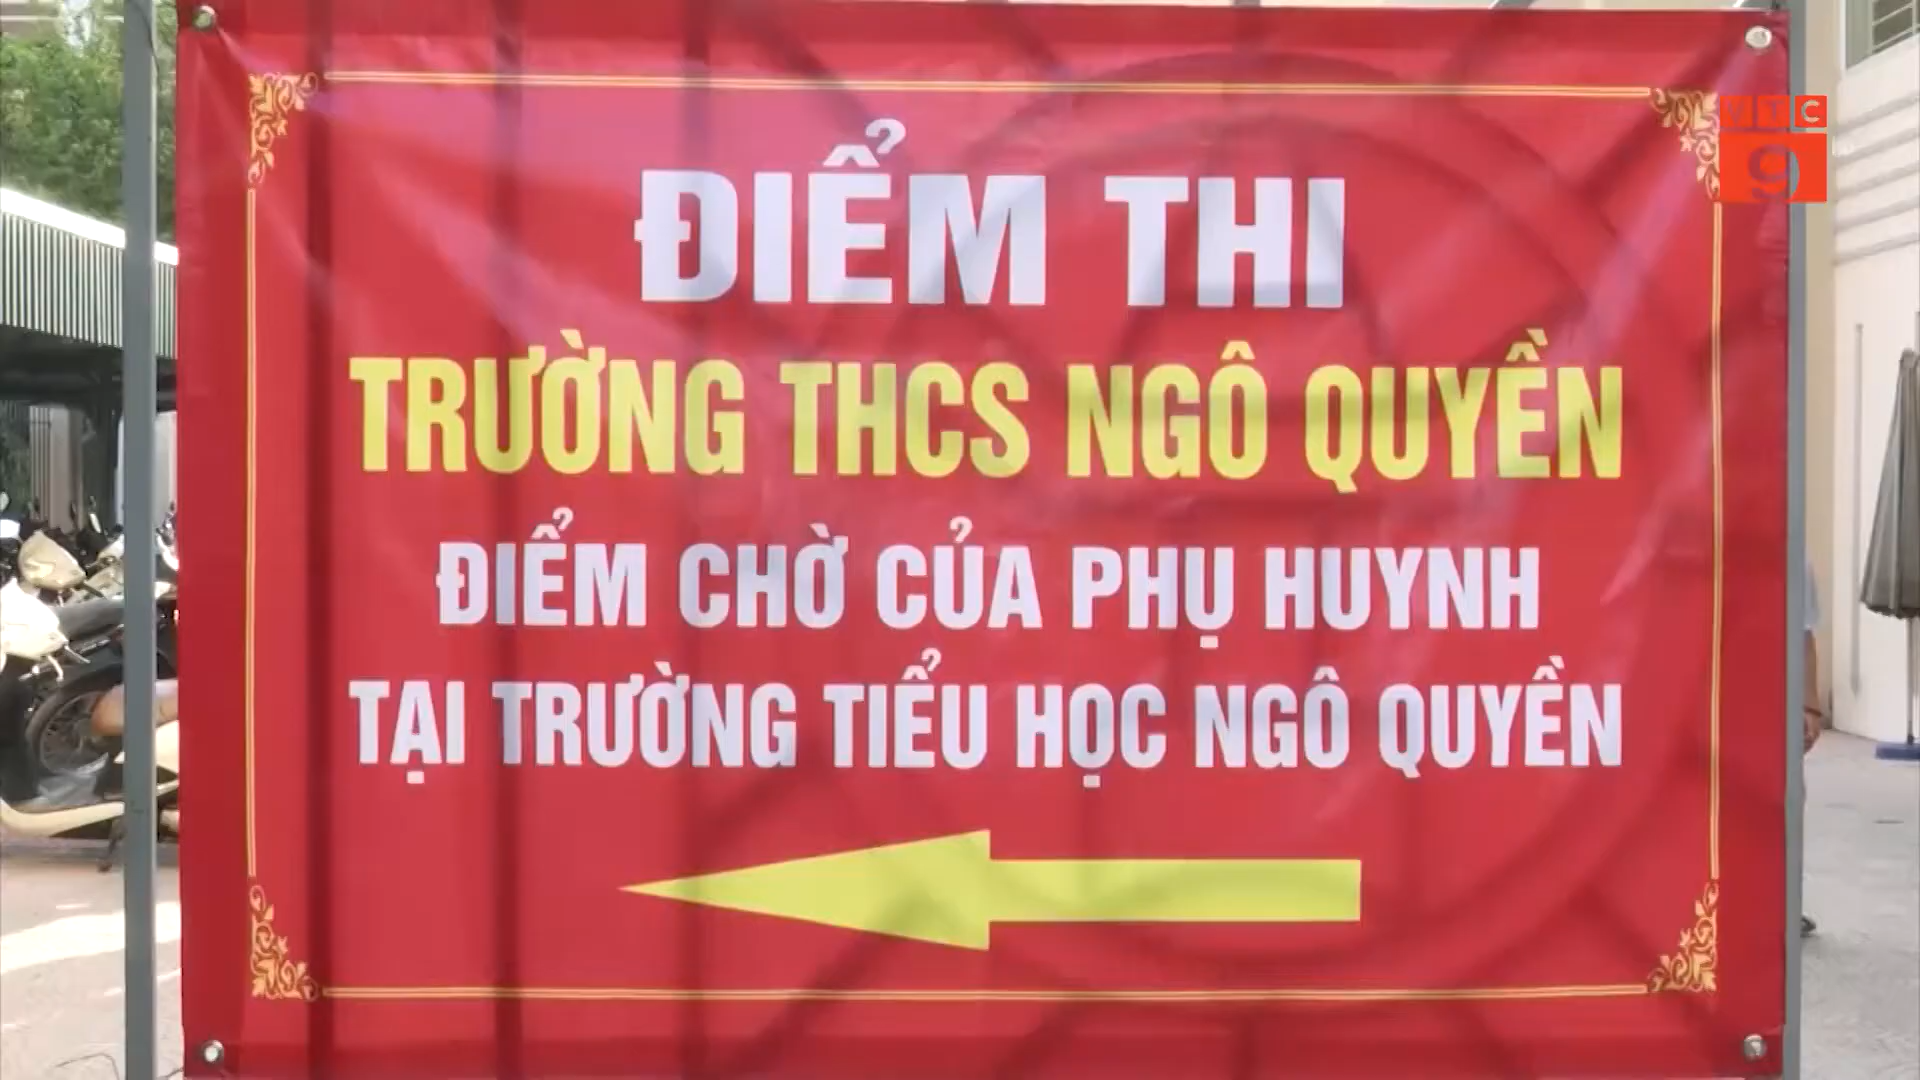 VTC
9
ĐIỂM THI
TRƯỜNG THCS NGÔ QUYỀN
ĐIỂM CHỜ CỦA PHỤ HUYNH
TẠI TRƯỜNG TIỂU HỌC NGÔ QUYỀN